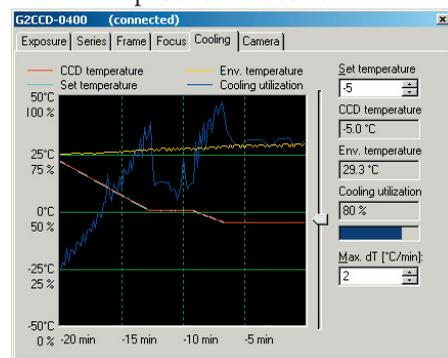 G2CCD-0400 (connected)
Exposure Series Frame Focus Cooling Camera
CCD temperature Env. temperature
Set temperature Cooling utilization
50°C
100 %
25°C
75 %
0°C
50 %
-25°C
25 %
-50°C
0 % -20 min -15 min -10 min -5 min
Set temperature
-5
CCD temperature
-5.0 °C
Env. temperature
29.3 °C
Cooling utilization
80 %
Max. dT [°C/min]:
2